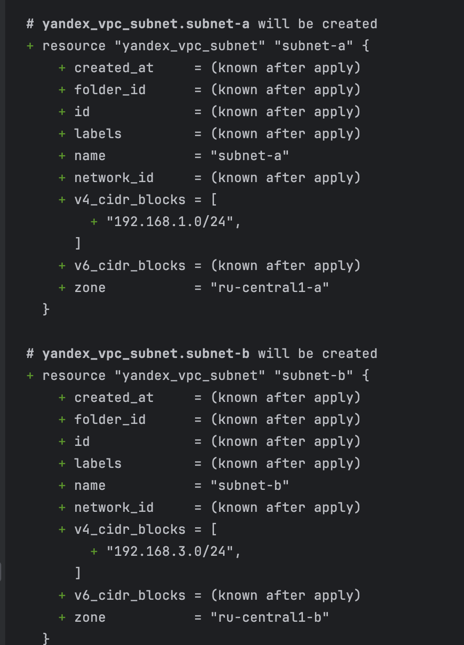 # yandex_vpc_subnet.subnet-a will be created
+ resource "yandex_vpc_subnet" "subnet-a" {
+ created_at = (known after apply)
+ folder_id = (known after apply)
+ id = (known after apply)
+ labels = (known after apply)
+ name = "subnet-a"
+ network_id = (known after apply)
+ v4_cidr_blocks = [
+ "192.168.1.0/24",
]
+ v6_cidr_blocks = (known after apply)
+ zone = "ru-central1-a"
}
# yandex_vpc_subnet.subnet-b will be created
+ resource "yandex_vpc_subnet" "subnet-b" {
+ created_at = (known after apply)
+ folder_id = (known after apply)
+ id = (known after apply)
+ labels = (known after apply)
+ name = "subnet-b"
+ network_id = (known after apply)
+ v4_cidr_blocks = [
+ "192.168.3.0/24",
]
+ v6_cidr_blocks = (known after apply)
+ zone = "ru-central1-b"
}